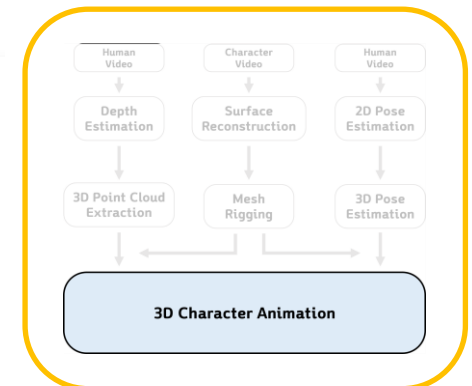 Human
Video
Character
Video
Human
Video
Depth
Estimation
Surface
Reconstruction
2D Pose
Estimation
3D Point Cloud
Extraction
Mesh
Rigging
3D Pose
Estimation
3D Character Animation